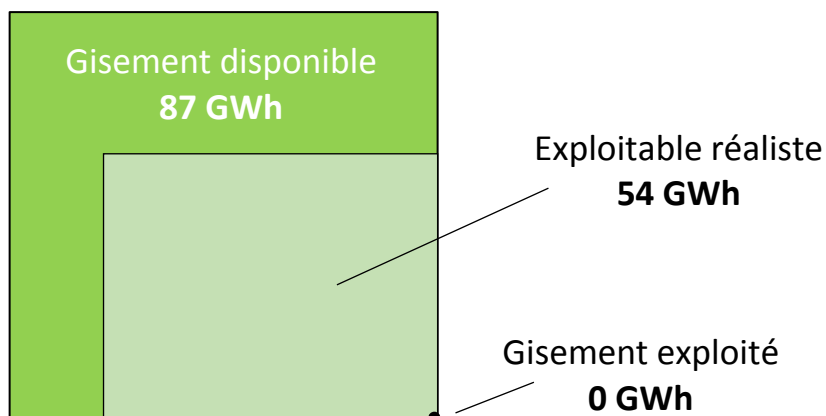 Gisement disponible
87 GWh
Exploitable réaliste
54 GWh
Gisement exploité
0 GWh